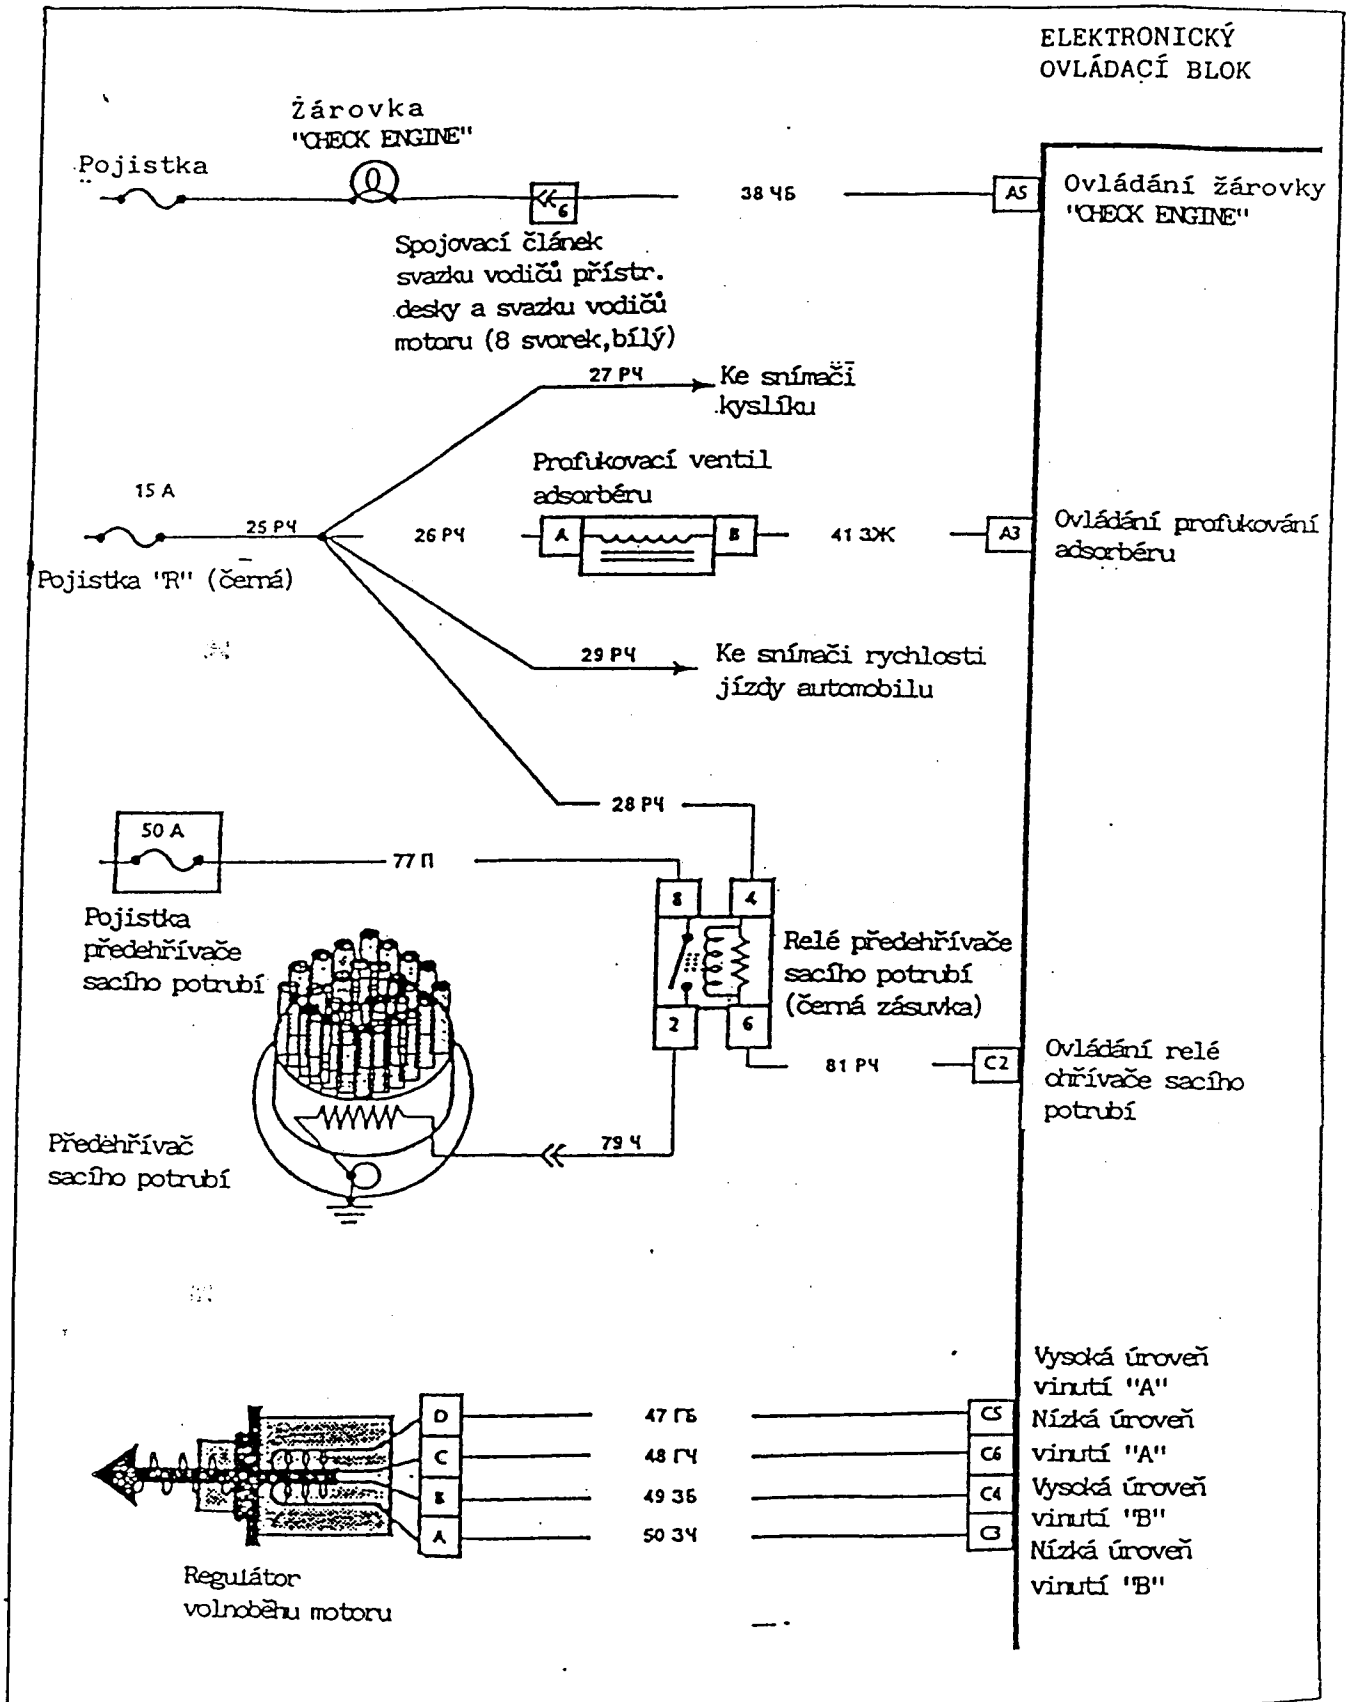 ELEKTRONICKÝ
OVLÁDACÍ BLOK
Žárovka
"CHECK ENGINE"
Pojistka
6
38 ЧБ
A5
Ovládání žárovky
"CHECK ENGINE"
Spojovací článek
svazku vodičů přístr.
desky a svazku vodičů
motoru (8 svorek,bílý)
27 РЧ
Ke snímači
kyslíku
Profukovací ventil
adsorbéru
15 A
25 РЧ
26 РЧ
A
B
41 ЗЖ
A3
Ovládání profukování
adsorbéru
Pojistka "R" (černá)
29 РЧ
Ke snímači rychlosti
jízdy automobilu
28 РЧ
50 A
77 П
8
4
Pojistka
předehřívače
sacího potrubí
Relé předehřívače
sacího potrubí
(černá zásuvka)
2
6
81 РЧ
C2
Ovládání relé
ohřívače sacího
potrubí
79 Ч
Předehřívač
sacího potrubí
Vysoká úroveň
vinutí "A"
D
47 ГБ
C5
Nízká úroveň
vinutí "A"
C
48 ГЧ
C6
B
49 ЗБ
C4
Vysoká úroveň
vinutí "B"
A
50 ЗЧ
C3
Nízká úroveň
vinutí "B"
Regulátor
volnoběhu motoru